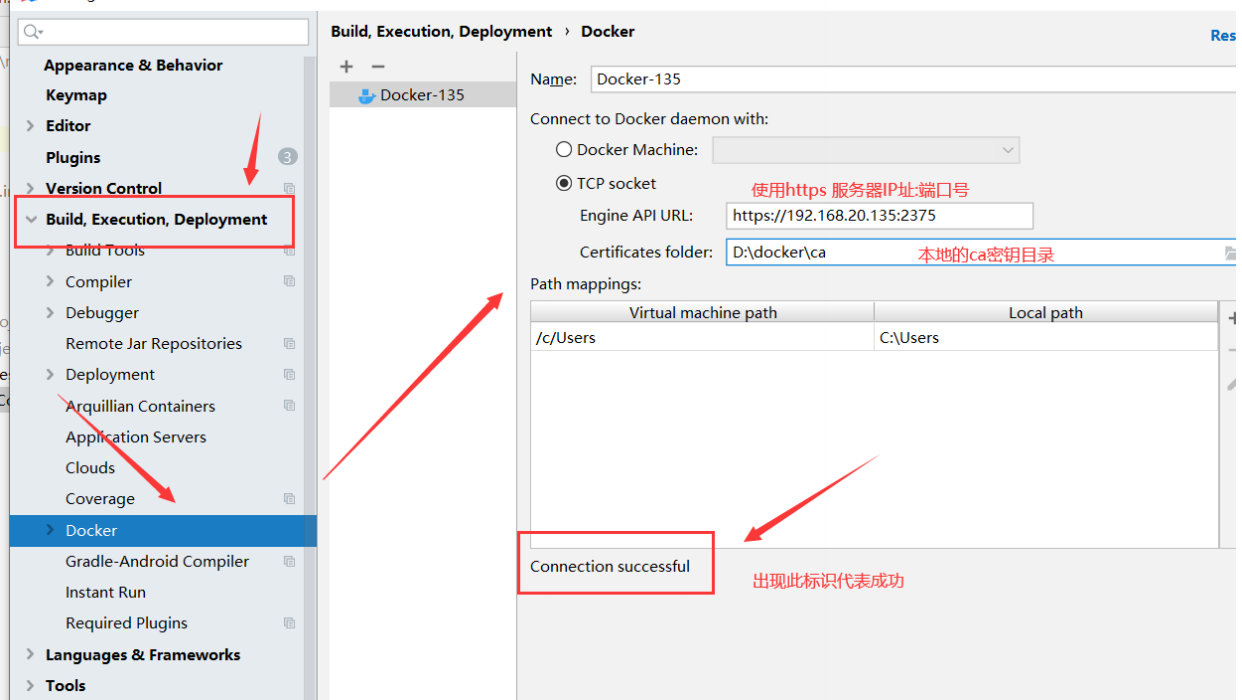 Build, Execution, Deployment › Docker
Res
Appearance & Behavior
Keymap
Editor
Plugins 3
Version Control
Build, Execution, Deployment
Build Tools
Compiler
Debugger
Remote Jar Repositories
Deployment
Arquillian Containers
Application Servers
Clouds
Coverage
Docker
Gradle-Android Compiler
Instant Run
Required Plugins
Languages & Frameworks
Tools
Docker-135
Name: Docker-135
Connect to Docker daemon with:
Docker Machine:
TCP socket
使用https 服务器IP址:端口号
Engine API URL: https://192.168.20.135:2375
Certificates folder: D:\docker\ca 本地的ca密钥目录
Path mappings:
Virtual machine path Local path
/c/Users C:\Users
Connection successful
出现此标识代表成功